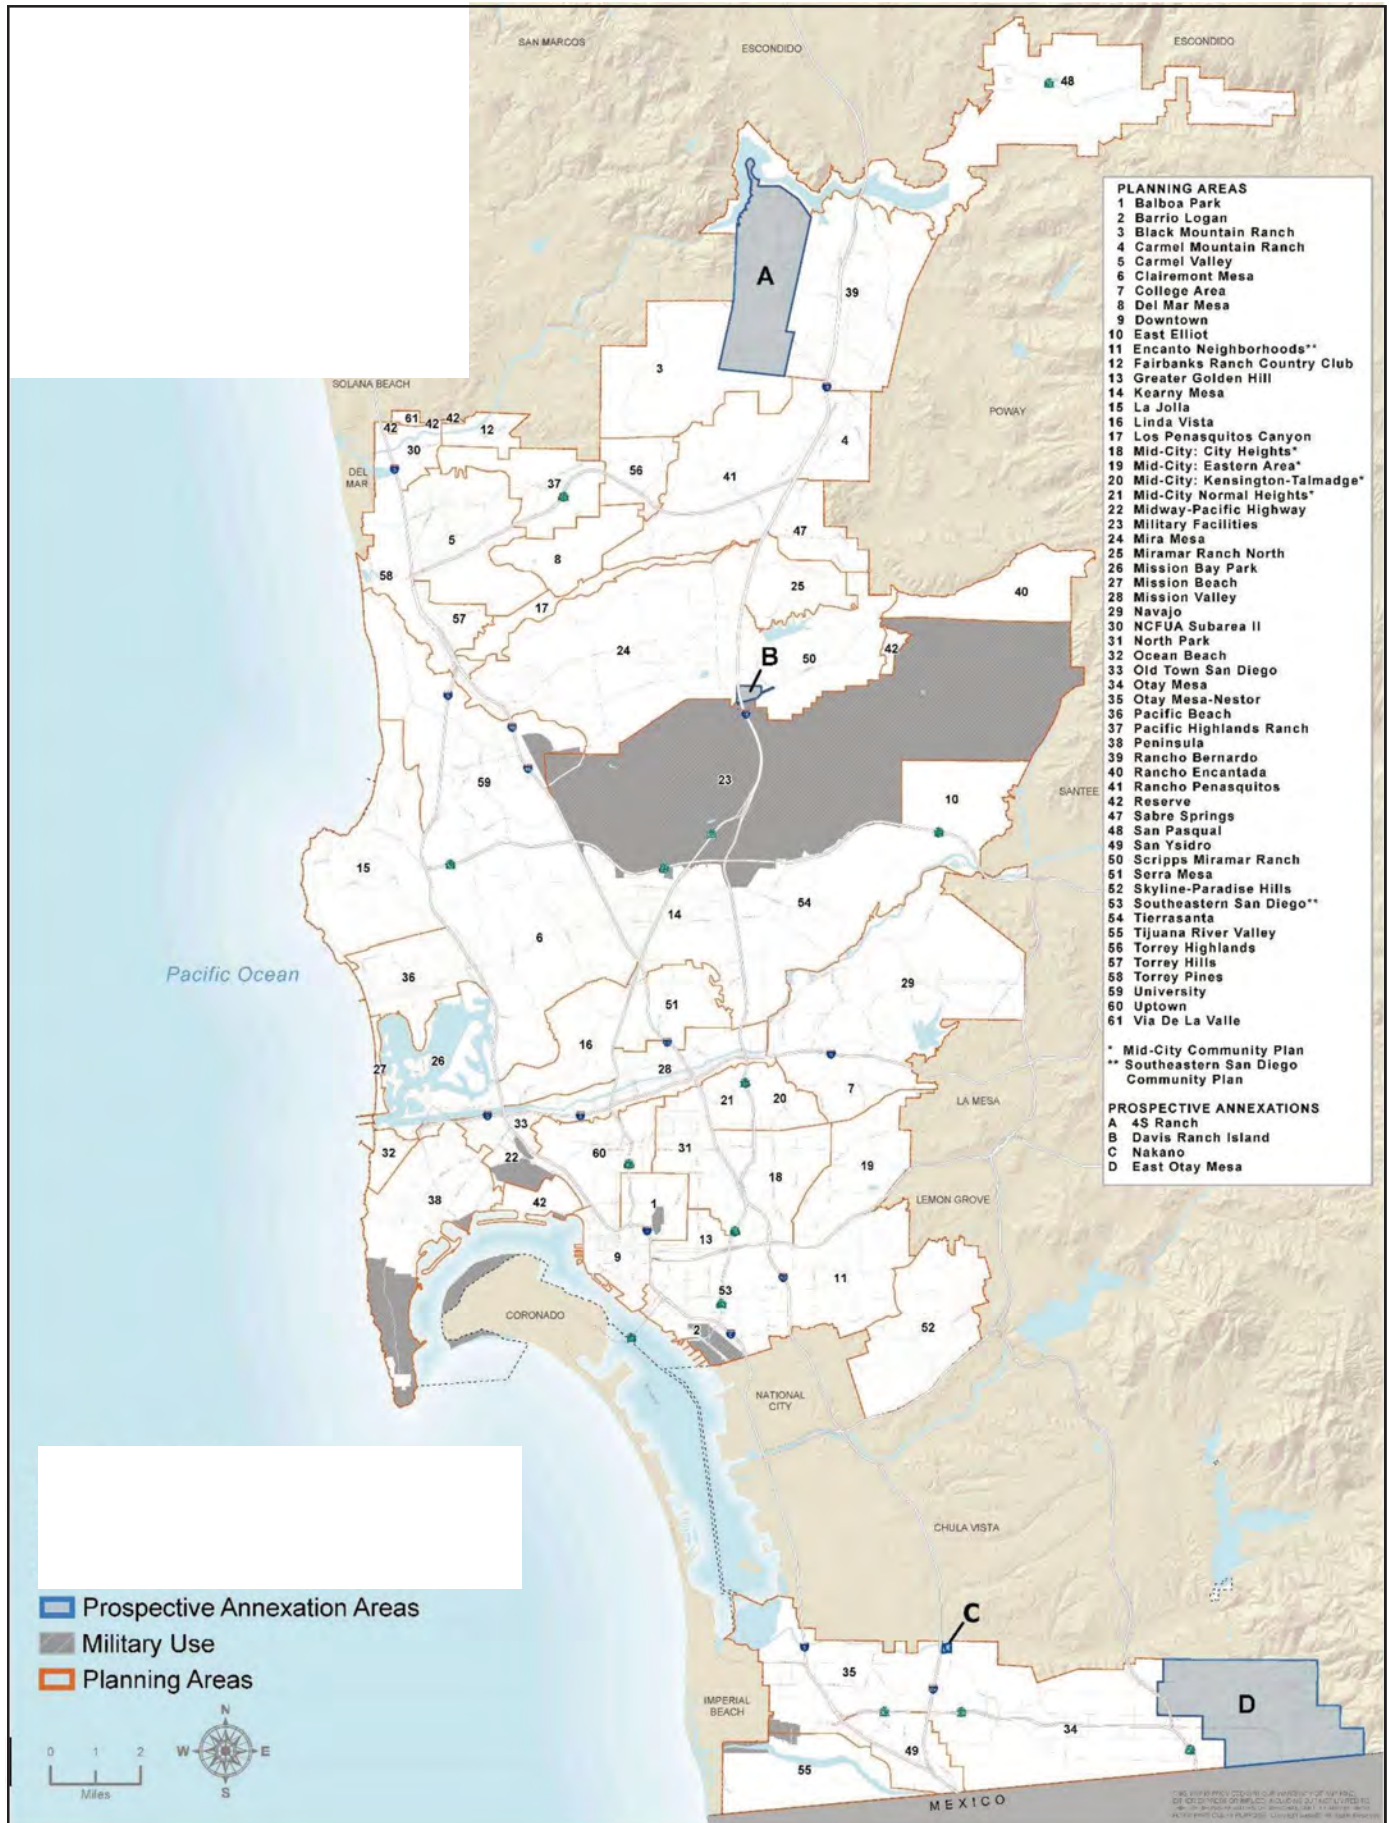 SAN MARCOS
ESCONDIDO
ESCONDIDO
48
PLANNING AREAS
1 Balboa Park
2 Barrio Logan
3 Black Mountain Ranch
4 Carmel Mountain Ranch
5 Carmel Valley
6 Clairemont Mesa
7 College Area
8 Del Mar Mesa
9 Downtown
10 East Elliot
11 Encanto Neighborhoods**
12 Fairbanks Ranch Country Club
13 Greater Golden Hill
14 Kearny Mesa
15 La Jolla
16 Linda Vista
17 Los Penasquitos Canyon
18 Mid-City: City Heights*
19 Mid-City: Eastern Area*
20 Mid-City: Kensington-Talmadge*
21 Mid-City Normal Heights*
22 Midway-Pacific Highway
23 Military Facilities
24 Mira Mesa
25 Miramar Ranch North
26 Mission Bay Park
27 Mission Beach
28 Mission Valley
29 Navajo
30 NCFUA Subarea II
31 North Park
32 Ocean Beach
33 Old Town San Diego
34 Otay Mesa
35 Otay Mesa-Nestor
36 Pacific Beach
37 Pacific Highlands Ranch
38 Peninsula
39 Rancho Bernardo
40 Rancho Encantada
41 Rancho Penasquitos
42 Reserve
47 Sabre Springs
48 San Pasqual
49 San Ysidro
50 Scripps Miramar Ranch
51 Serra Mesa
52 Skyline-Paradise Hills
53 Southeastern San Diego**
54 Tierrasanta
55 Tijuana River Valley
56 Torrey Highlands
57 Torrey Hills
58 Torrey Pines
59 University
60 Uptown
61 Via De La Valle
* Mid-City Community Plan
** Southeastern San Diego
Community Plan
PROSPECTIVE ANNEXATIONS
A 4S Ranch
B Davis Ranch Island
C Nakano
D East Otay Mesa
A
39
3
SOLANA BEACH
POWAY
42
61
42
42
12
30
4
DEL
MAR
56
41
37
5
47
8
58
25
40
17
57
24
42
B
50
23
59
SANTEE
10
15
54
14
6
Pacific Ocean
36
29
51
16
26
27
28
7
21
20
LA MESA
33
32
22
60
31
18
19
38
42
1
LEMON GROVE
13
9
11
53
CORONADO
2
52
NATIONAL
CITY
CHULA VISTA
C
35
IMPERIAL
BEACH
34
D
49
55
MEXICO
Prospective Annexation Areas
Military Use
Planning Areas
N
W
E
S
0 1 2
Miles